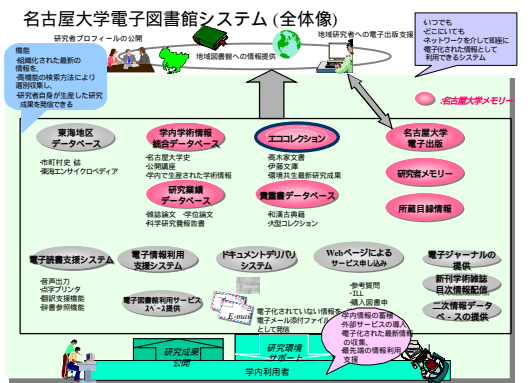 名古屋大学電子図書館システム (全体像)
研究者プロフィールの公開
地域研究者への電子出版支援
地域図書館への情報提供
・いつでも
・どこにいても
・ネットワークを介して即座に
・電子化された情報として
利用できるシステム
機能
・組織化された最新の
情報を、
・高機能の検索方法により
選別収集し、
・研究者自身が生産した研究
成果を発信できる
:名古屋大学メモリー
東海地区
データベース
・市町村史 誌
・東海エンサイクロペディア
学内学術情報
統合データベース
・名古屋大学史
・公開講座
・学内で生産された学術情報
エココレクション
・高木家文書
・伊藤文庫
・環境共生最新研究成果
名古屋大学
電子出版
研究業績
データベース
・雑誌論文 ・学位論文
・科学研究費報告書
貴重書データベース
・和漢古典籍
・大型コレクション
研究者メモリー
所蔵目録情報
電子読書支援システム
・音声出力
・点字プリンタ
・翻訳支援機能
・辞書参照機能
電子情報利用
支援システム
電子図書館利用サービス
スペース提供
ドキュメントデリバリ
システム
E-mail
電子化されていない情報を
電子メール添付ファイル
として発信
Webページによる
サービス申し込み
・参考質問
・ILL
・購入図書申
電子ジャーナルの
提供
新刊学術雑誌
目次情報配信
二次情報データ
ベ－スの提供
学内情報の蓄積
外部サービスの導入
電子化された最新情報
の収集、
最先端の情報利用
支援
研究成果
公開
研究環境
サポート
学内利用者